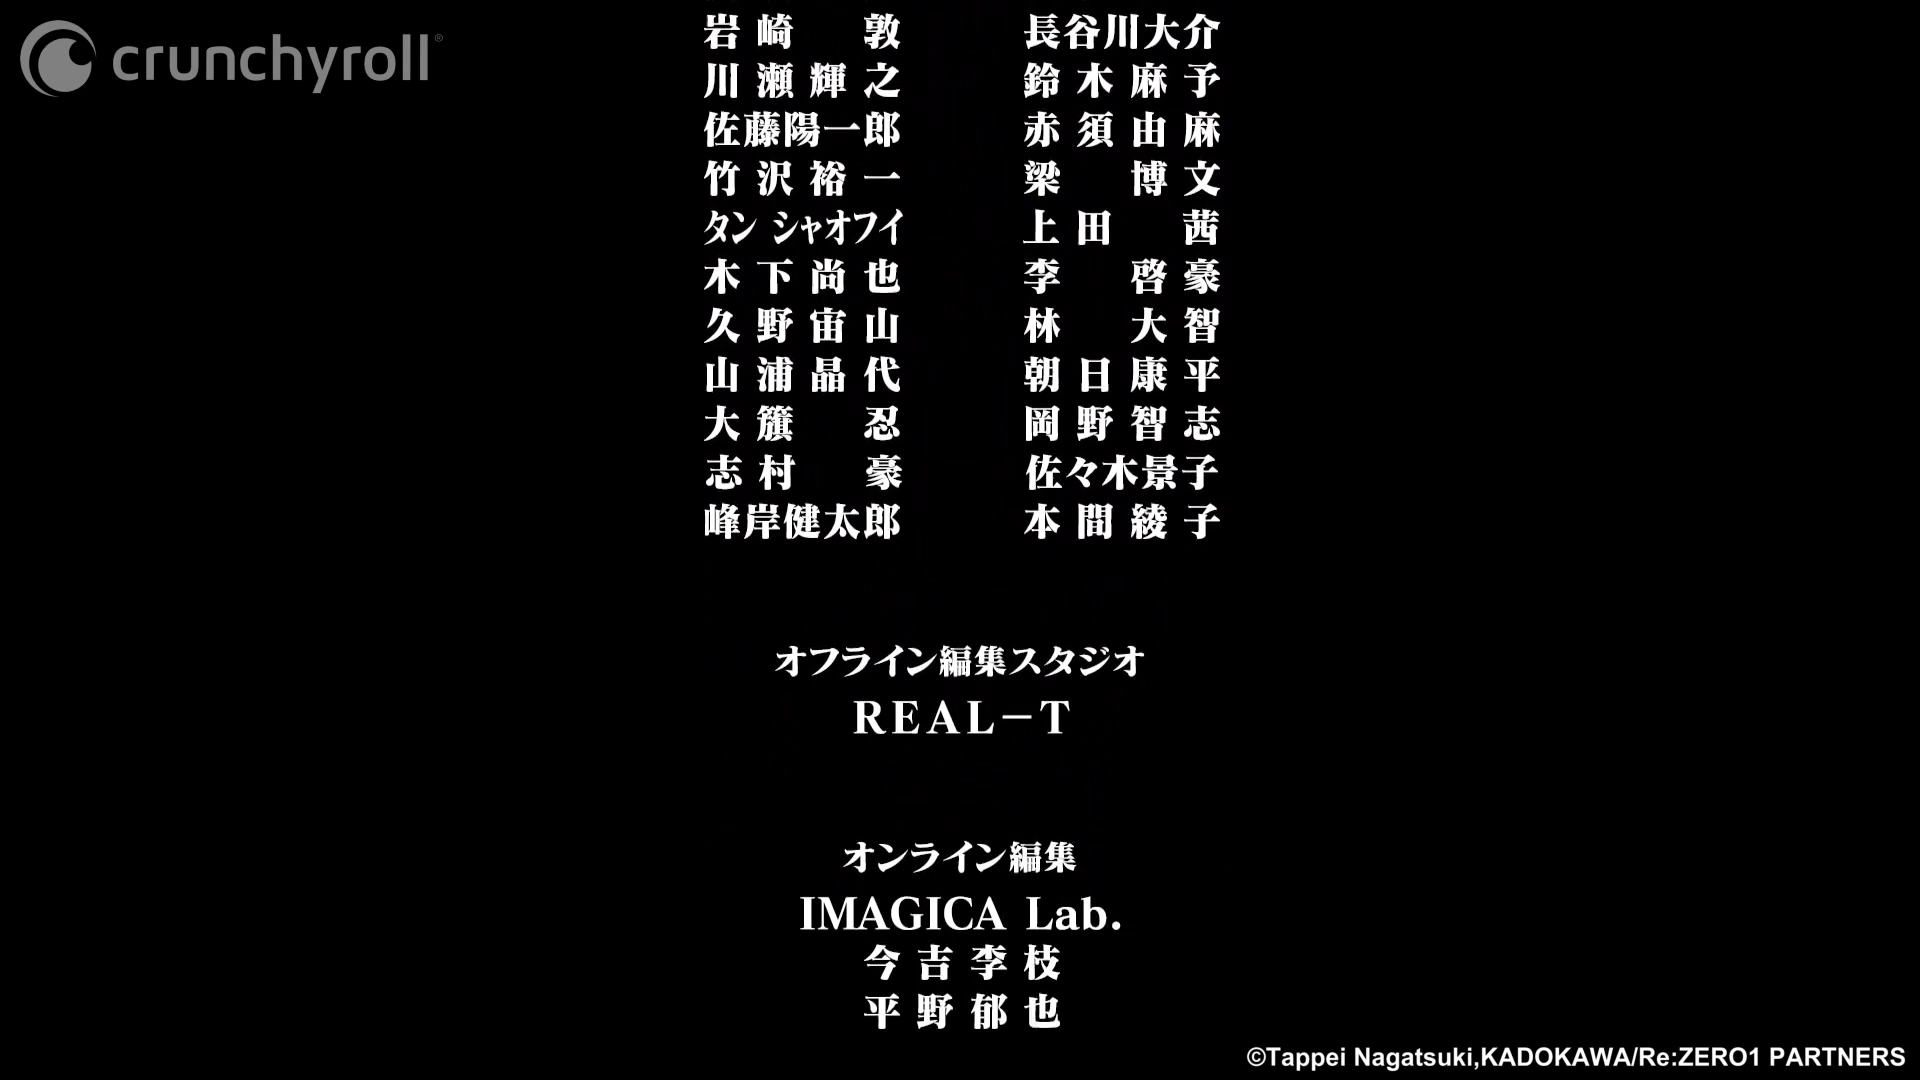 crunchyroll®
岩崎 敦 長谷川大介
川瀬輝之 鈴木麻予
佐藤陽一郎 赤須由麻
竹沢裕一 梁 博文
タン シャオフイ 上田 茜
木下尚也 李 啓豪
久野宙山 林 大智
山浦晶代 朝日康平
大籏 忍 岡野智志
志村 豪 佐々木景子
峰岸健太郎 本間綾子
オフライン編集スタジオ
REAL－T
オンライン編集
IMAGICA Lab.
今吉李枝
平野郁也
©Tappei Nagatsuki,KADOKAWA/Re:ZERO1 PARTNERS